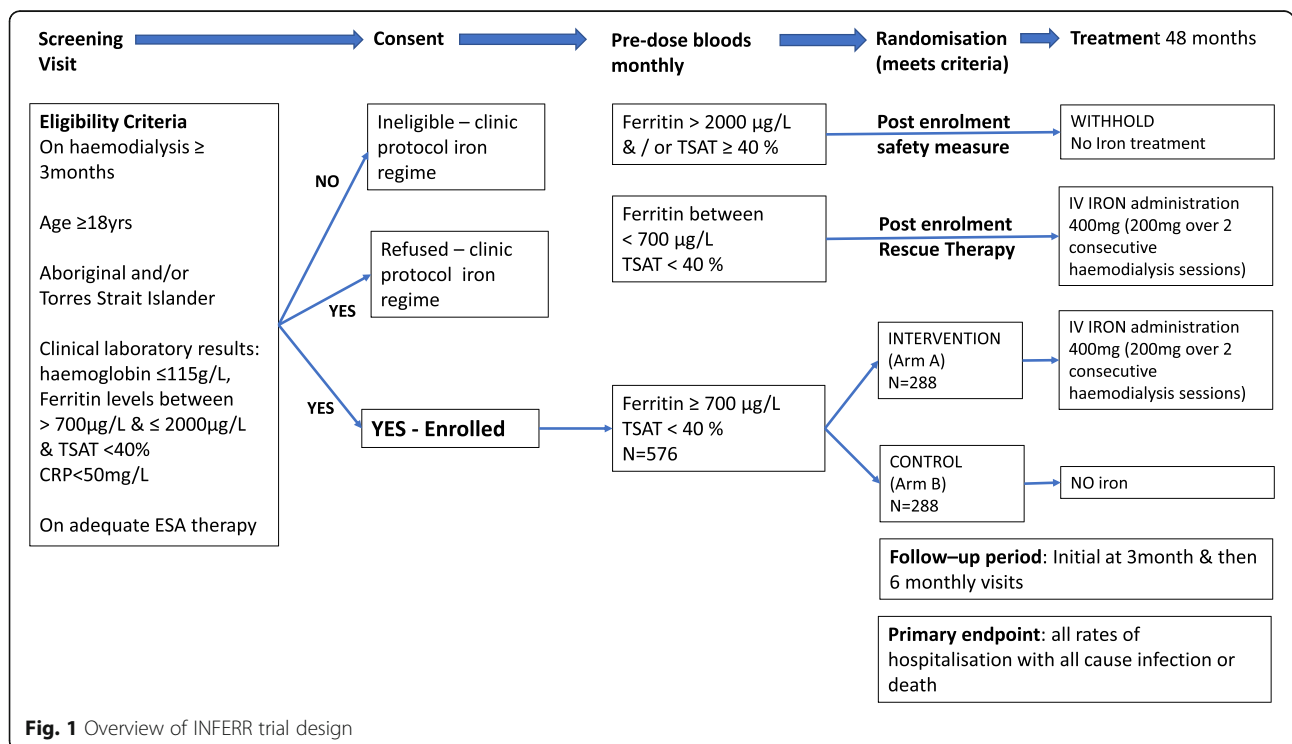 Screening
Visit
Consent
Pre-dose bloods
monthly
Randomisation
(meets criteria)
Treatment 48 months
Eligibility Criteria
On haemodialysis ≥
3months
Age ≥18yrs
Aboriginal and/or
Torres Strait Islander
Clinical laboratory results:
haemoglobin ≤115g/L,
Ferritin levels between
> 700µg/L & ≤ 2000µg/L
& TSAT <40%
CRP<50mg/L
On adequate ESA therapy
NO
YES
YES
Ineligible – clinic
protocol iron
regime
Refused – clinic
protocol iron
regime
YES - Enrolled
Ferritin > 2000 µg/L
& / or TSAT ≥ 40 %
Post enrolment
safety measure
WITHHOLD
No Iron treatment
Ferritin between
< 700 µg/L
TSAT < 40 %
Post enrolment
Rescue Therapy
IV IRON administration
400mg (200mg over 2
consecutive
haemodialysis sessions)
Ferritin ≥ 700 µg/L
TSAT < 40 %
N=576
INTERVENTION
(Arm A)
N=288
IV IRON administration
400mg (200mg over 2
consecutive
haemodialysis sessions)
CONTROL
(Arm B)
N=288
NO iron
Follow–up period: Initial at 3month & then
6 monthly visits
Primary endpoint: all rates of
hospitalisation with all cause infection or
death
Fig. 1 Overview of INFERR trial design